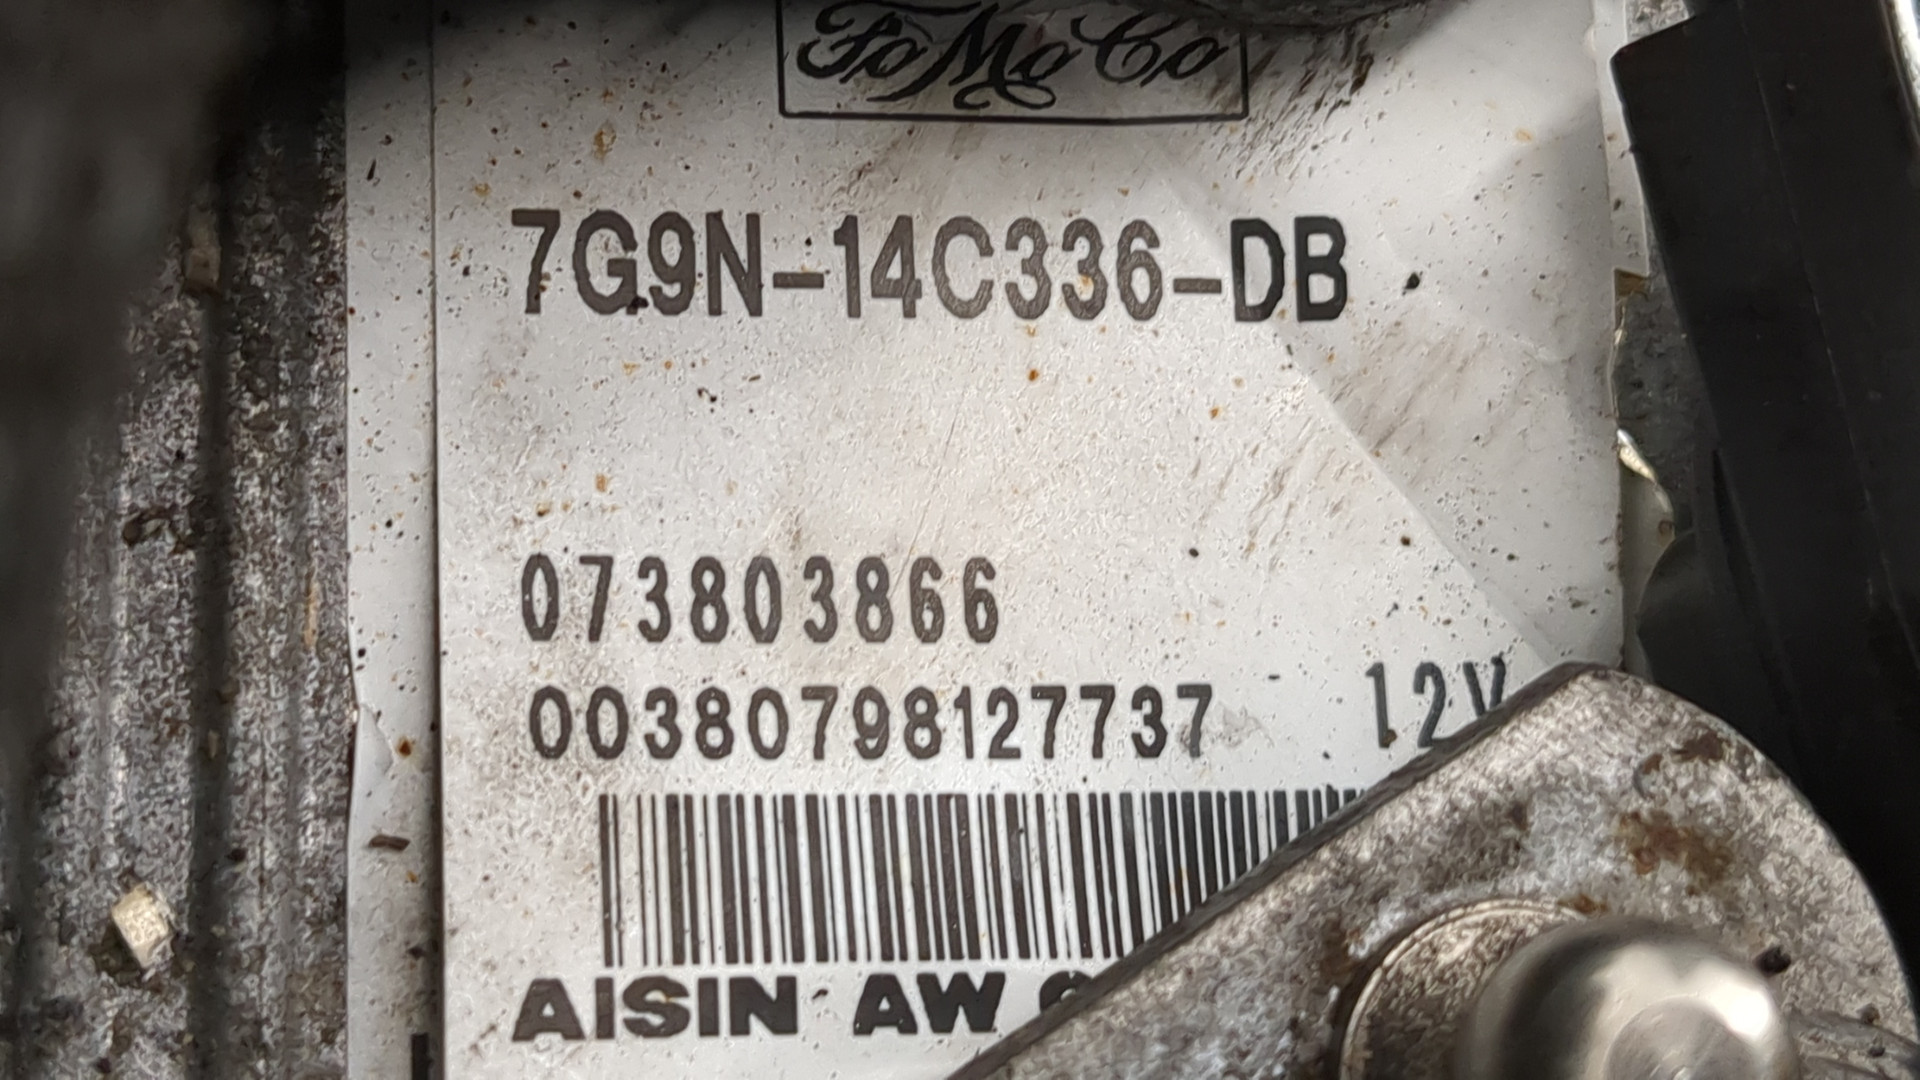 FoMoCo
7G9N-14C336-DB
073803866
00380798127737 12V
AISIN AW